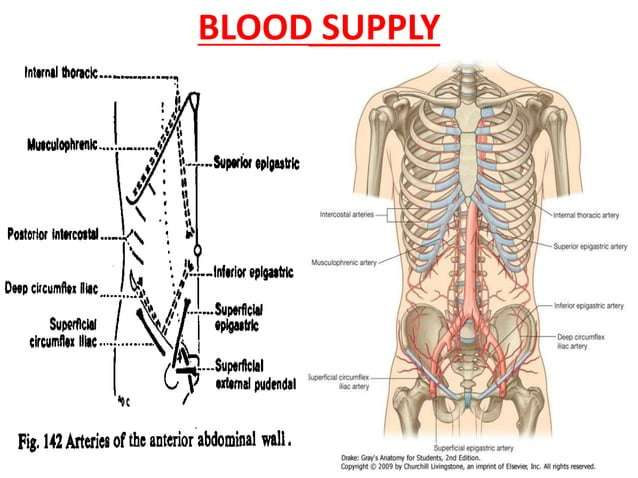 BLOOD SUPPLY
Internal thoracic
Musculophrenic
Superior epigastric
Posterior intercostal
Inferior epigastric
Deep circumflex iliac
Superficial
epigastric
Superficial
circumflex iliac
Superficial
external pudendal
Fig. 142 Arteries of the anterior abdominal wall.
Intercostal arteries
Internal thoracic artery
Superior epigastric artery
Musculophrenic artery
Inferior epigastric artery
Deep circumflex
iliac artery
Superficial circumflex
iliac artery
Superficial epigastric artery
Drake: Gray's Anatomy for Students, 2nd Edition.
Copyright © 2009 by Churchill Livingstone, an imprint of Elsevier, Inc. All rights reserved.